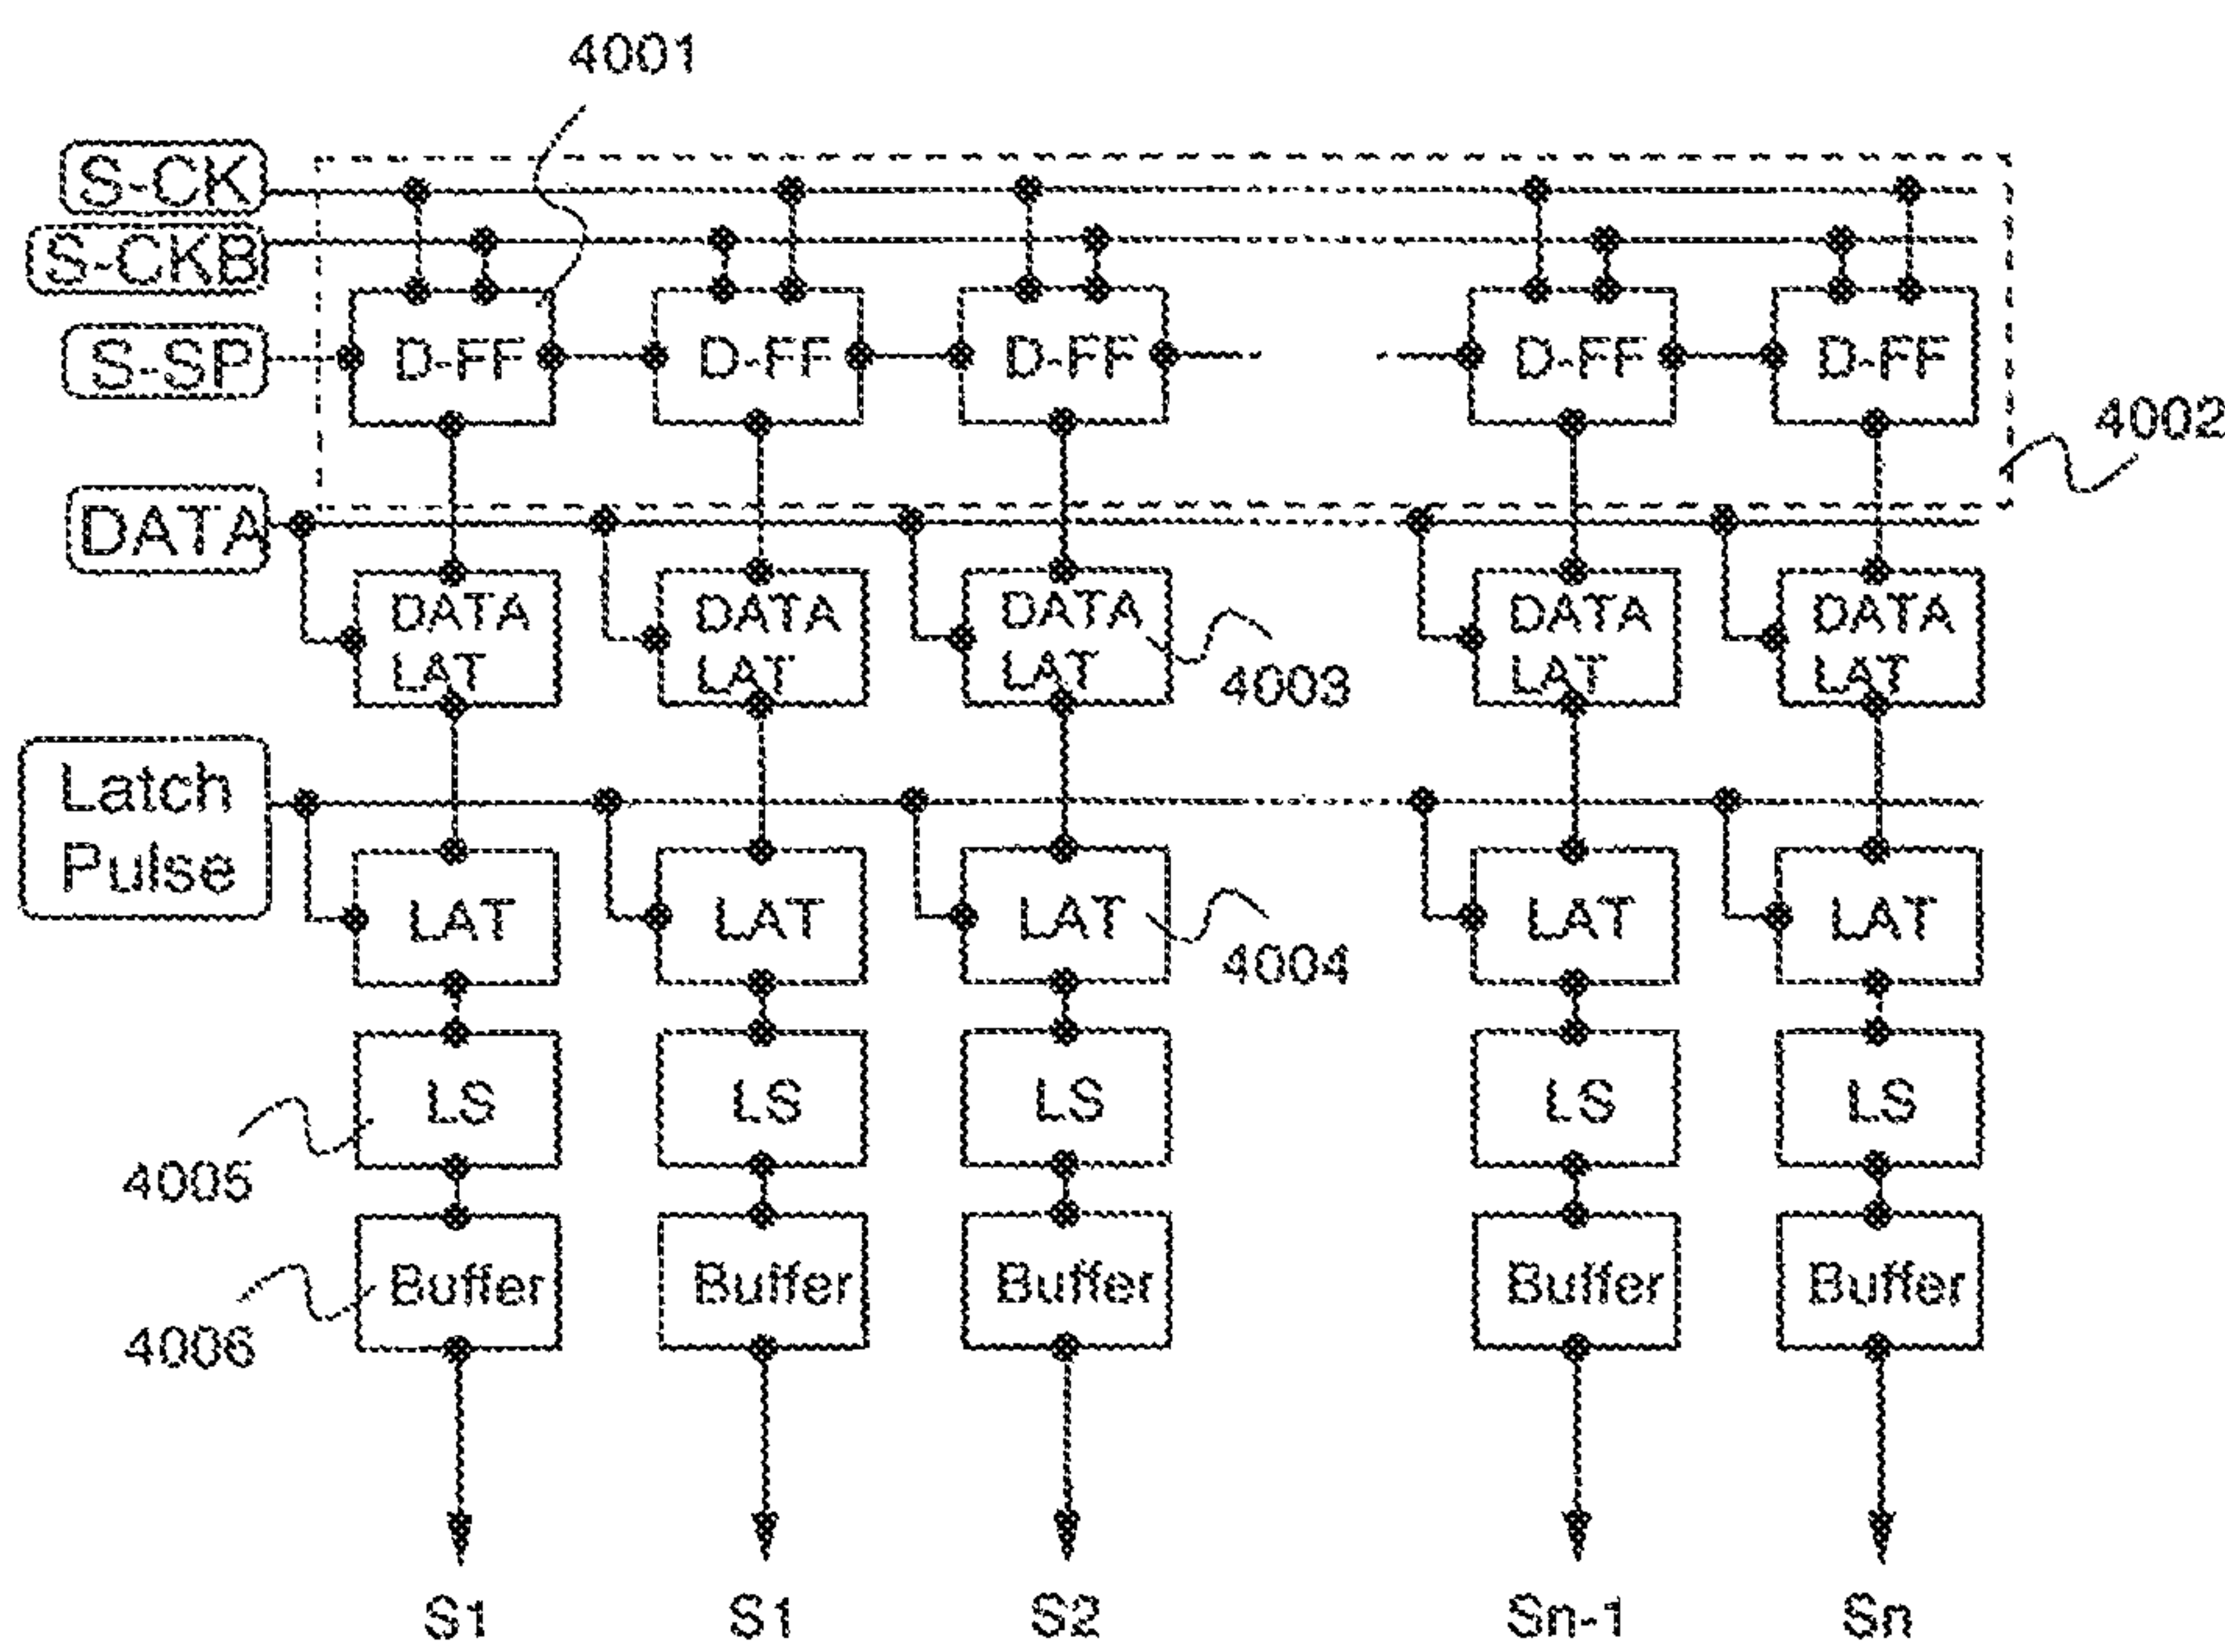 4001
S-CK
S-CKB
S-SP
D-FF D-FF D-FF D-FF D-FF
4002
DATA
DATA DATA DATA DATA DATA
LAT LAT LAT LAT LAT
4003
Latch
Pulse
LAT LAT LAT LAT LAT
4004
LS LS LS LS LS
4005
Buffer Buffer Buffer Buffer Buffer
4006
S1 S1 S2 Sn-1 Sn